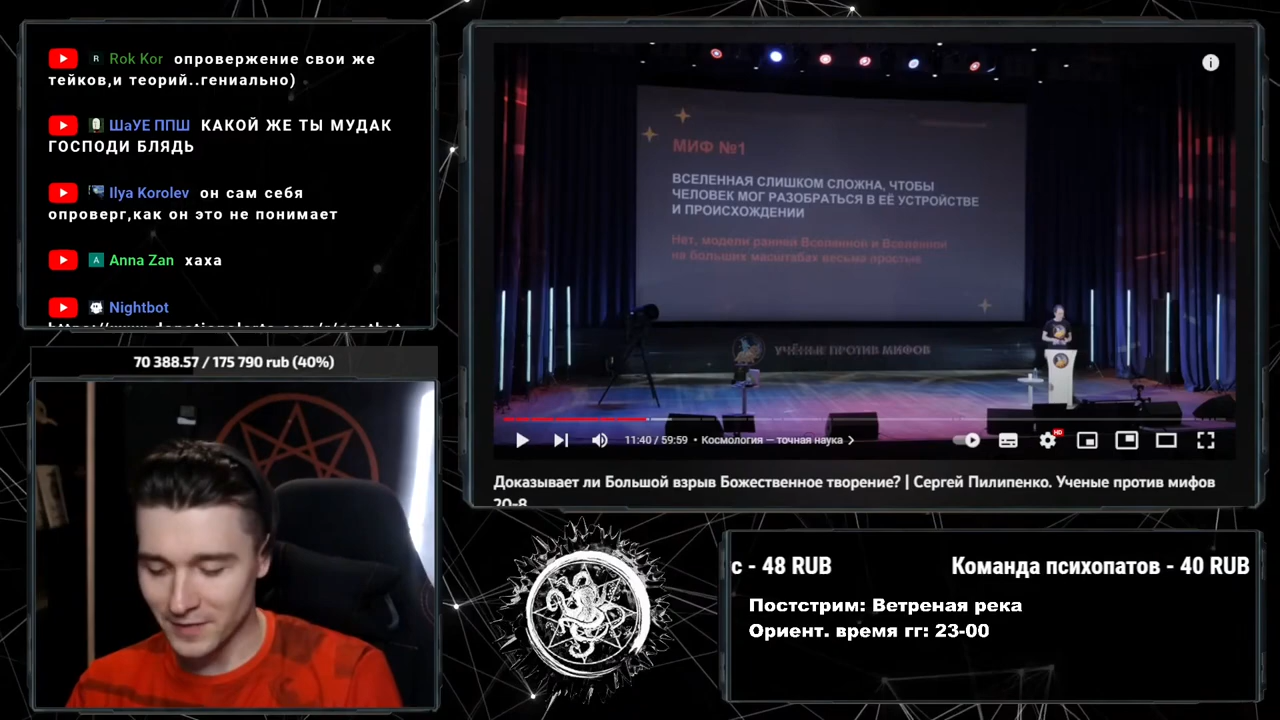 Rok Kor опровержение свои же
тейков,и теорий..гениально)
ШаУЕ ППШ КАКОЙ ЖЕ ТЫ МУДАК
ГОСПОДИ БЛЯДЬ
Ilya Korolev он сам себя
опроверг,как он это не понимает
Anna Zan хаха
Nightbot
70 388.57 / 175 790 rub (40%)
МИФ №1
ВСЕЛЕННАЯ СЛИШКОМ СЛОЖНА, ЧТОБЫ
ЧЕЛОВЕК МОГ РАЗОБРАТЬСЯ В ЕЁ УСТРОЙСТВЕ
И ПРОИСХОЖДЕНИИ
Нет, модели ранней Вселенной и Вселенной
на больших масштабах весьма простые
УЧЁНЫЕ ПРОТИВ МИФОВ
11:40 / 59:59 • Космология — точная наука
HD
Доказывает ли Большой взрыв Божественное творение? | Сергей Пилипенко. Ученые против мифов
20-8
с - 48 RUB Команда психопатов - 40 RUB
Постстрим: Ветреная река
Ориент. время гг: 23-00